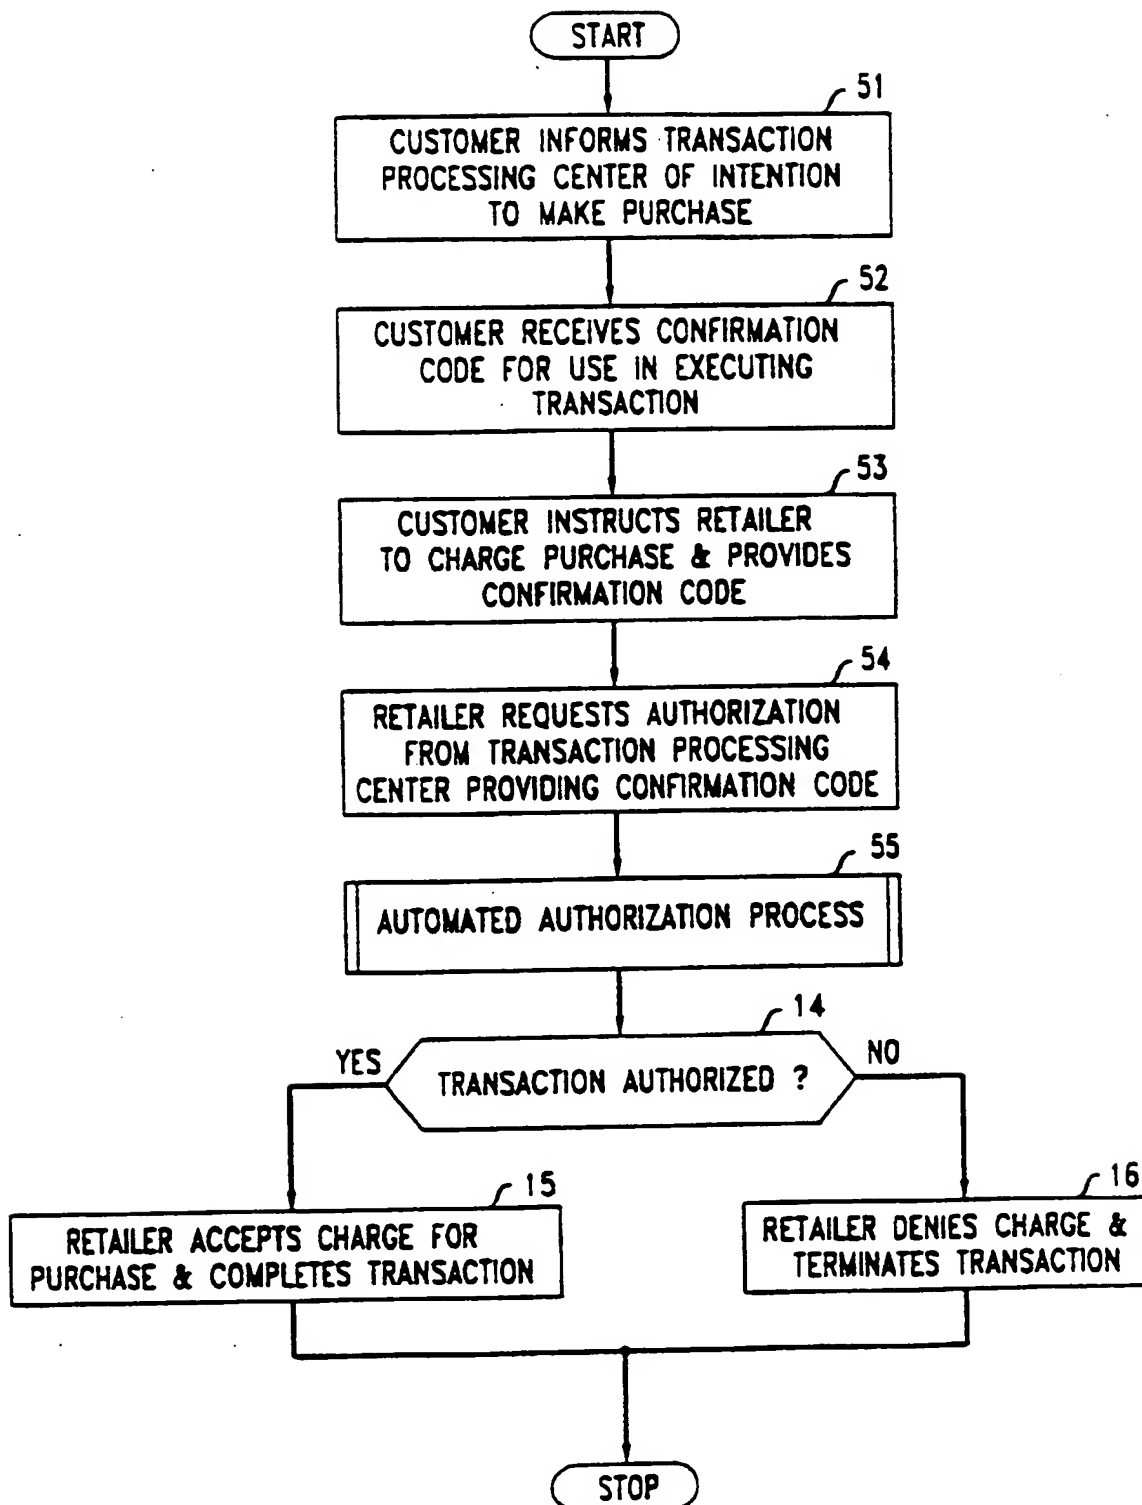 START
51
CUSTOMER INFORMS TRANSACTION
PROCESSING CENTER OF INTENTION
TO MAKE PURCHASE
52
CUSTOMER RECEIVES CONFIRMATION
CODE FOR USE IN EXECUTING
TRANSACTION
53
CUSTOMER INSTRUCTS RETAILER
TO CHARGE PURCHASE & PROVIDES
CONFIRMATION CODE
54
RETAILER REQUESTS AUTHORIZATION
FROM TRANSACTION PROCESSING
CENTER PROVIDING CONFIRMATION CODE
55
AUTOMATED AUTHORIZATION PROCESS
14
YES
TRANSACTION AUTHORIZED ?
NO
15
RETAILER ACCEPTS CHARGE FOR
PURCHASE & COMPLETES TRANSACTION
16
RETAILER DENIES CHARGE &
TERMINATES TRANSACTION
STOP